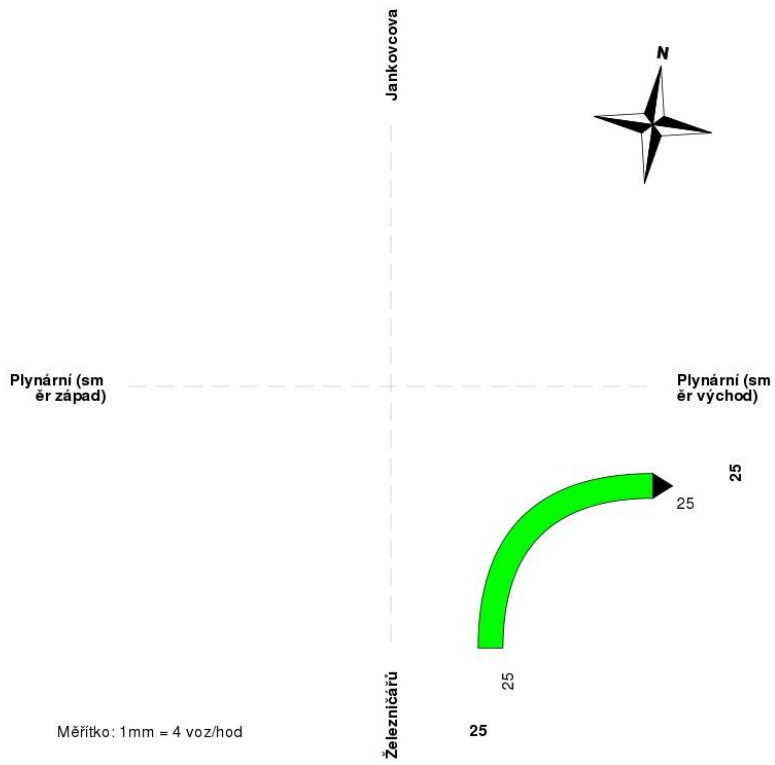 Jankovcova
N
Plynární (sm
ěr západ)
Plynární (sm
ěr východ)
25
25
25
Železničářů
Měřítko: 1mm = 4 voz/hod
25